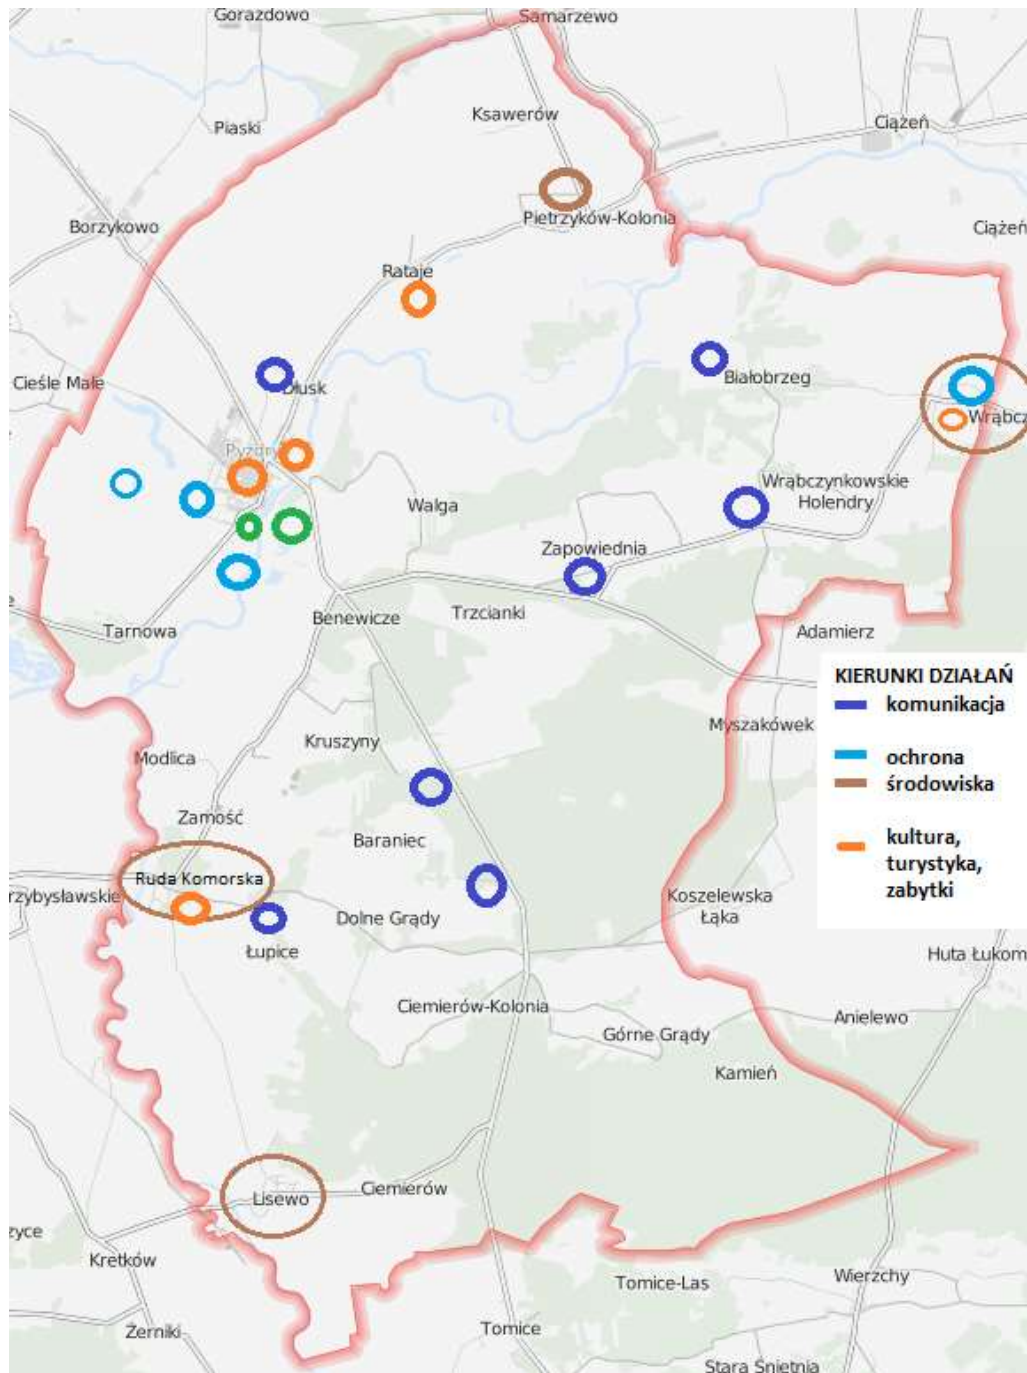 Gorazdowo
Samarzewo
Ksawerów
Piaski
Ciążeń
Borzykowo
Pietrzyków-Kolonia
Ciążeń
Rataje
Cieśle Małe
Dłusk
Białobrzeg
Wrąbcz
Pyzdry
Walga
Wrąbczynkowskie
Holendry
Zapowiednia
Tarnowa
Benewicze
Trzcianki
Adamierz
KIERUNKI DZIAŁAŃ
komunikacja
ochrona
środowiska
kultura,
turystyka,
zabytki
Myszakówek
Kruszyny
Modlica
Zamość
Baraniec
Ruda Komorska
rzybysławskie
Koszelewska
Łąka
Dolne Grądy
Łupice
Huta Łukom
Ciemierów-Kolonia
Anielewo
Górne Grądy
Kamień
Ciemierów
Lisewo
zyce
Kretków
Tomice-Las
Wierzchy
Żerniki
Tomice
Stara Śnietnia